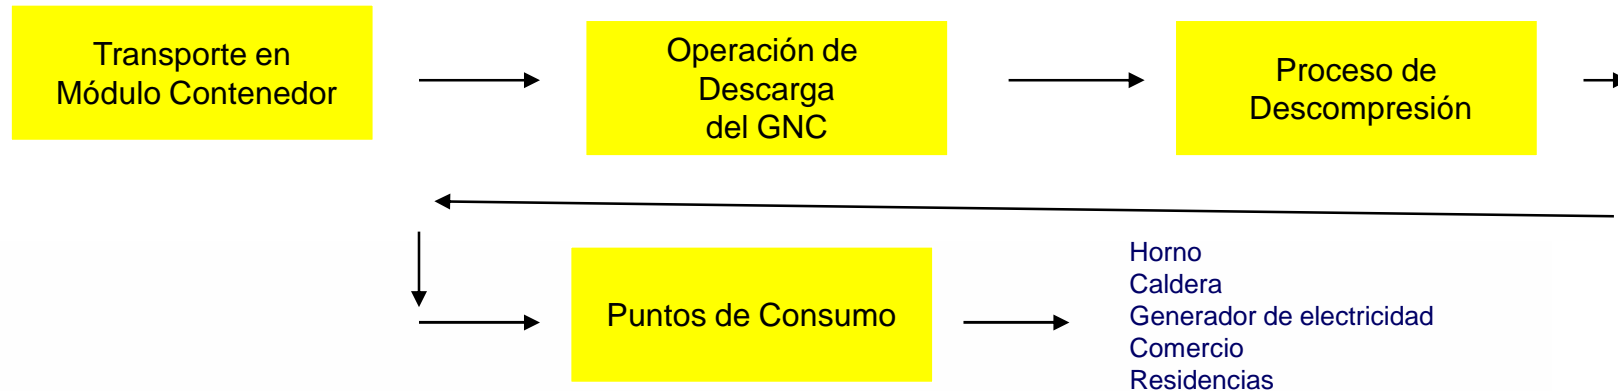 Transporte en
Módulo Contenedor
Operación de
Descarga
del GNC
Proceso de
Descompresión
Puntos de Consumo
Horno
Caldera
Generador de electricidad
Comercio
Residencias